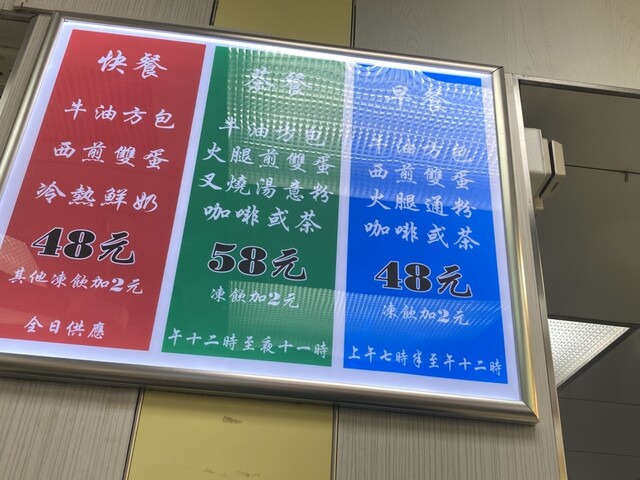 快餐
牛油方包
西煎雙蛋
冷熱鮮奶
48元
其他凍飲加2元
全日供應
茶餐
牛油方包
火腿煎雙蛋
叉燒湯意粉
咖啡或茶
58元
凍飲加2元
午十二時至夜十一時
早餐
牛油方包
西煎雙蛋
火腿通粉
咖啡或茶
48元
凍飲加2元
上午七時半至午十二時